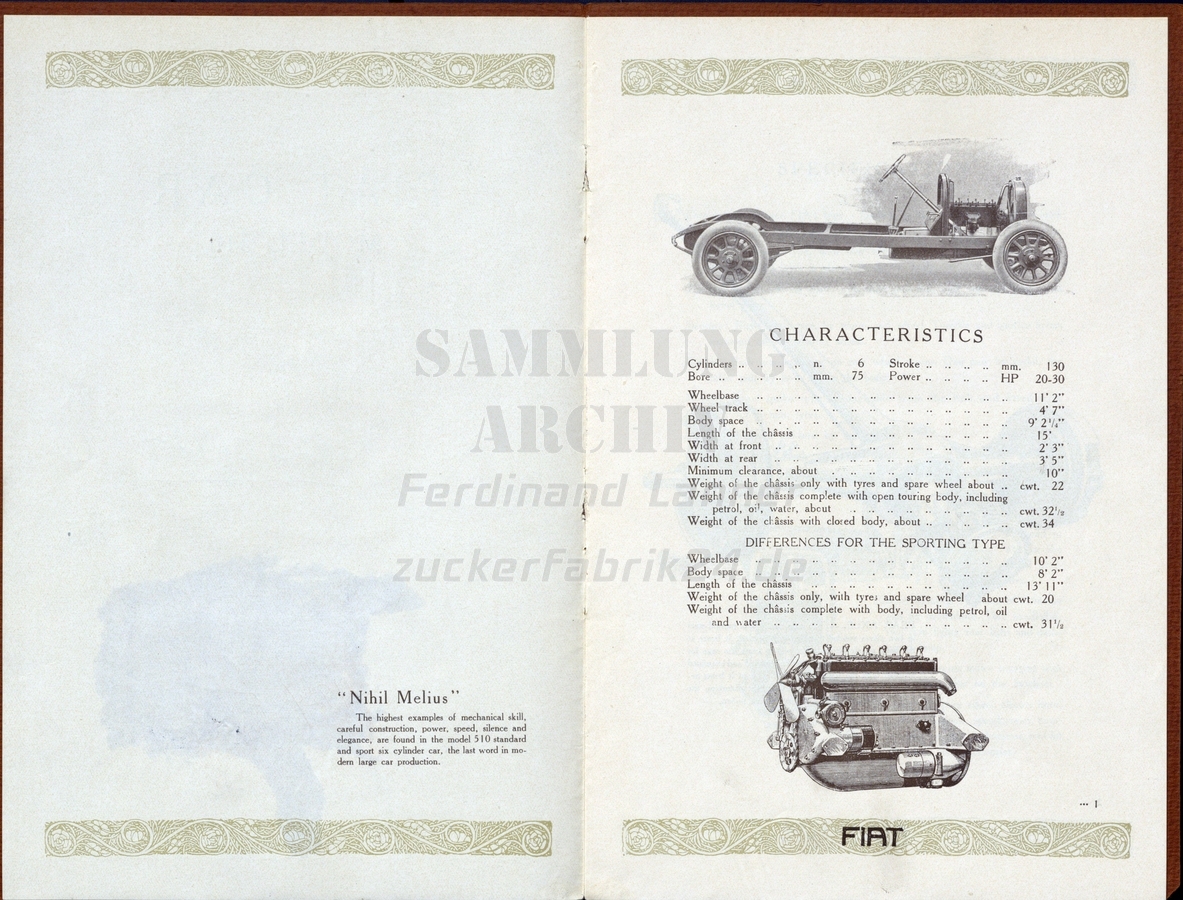 "Nihil Melius"
The highest examples of mechanical skill,
careful construction, power, speed, silence and
elegance, are found in the model 510 standard
and sport six cylinder car, the last word in mo-
dern large car production.
CHARACTERISTICS
Cylinders .. .. .. .. n. 6 Stroke .. .. .. .. mm. 130
Bore .. .. .. .. .. mm. 75 Power .. .. .. .. HP 20-30
Wheelbase .. .. .. .. .. .. .. .. .. .. .. 11' 2"
Wheel track .. .. .. .. .. .. .. .. .. .. .. 4' 7"
Body space .. .. .. .. .. .. .. .. .. .. .. 9' 2 1/4"
Length of the châssis .. .. .. .. .. .. .. .. 15'
Width at front .. .. .. .. .. .. .. .. .. .. 2' 3"
Width at rear .. .. .. .. .. .. .. .. .. .. 3' 5"
Minimum clearance, about .. .. .. .. .. .. .. 10"
Weight of the châssis only with tyres and spare wheel about .. cwt. 22
Weight of the châssis complete with open touring body, including
petrol, oil, water, about .. .. .. .. .. .. .. cwt. 32 1/2
Weight of the châssis with closed body, about .. .. .. .. cwt. 34
DIFFERENCES FOR THE SPORTING TYPE
Wheelbase .. .. .. .. .. .. .. .. .. .. .. 10' 2"
Body space .. .. .. .. .. .. .. .. .. .. .. 8' 2"
Length of the châssis .. .. .. .. .. .. .. .. 13' 11"
Weight of the châssis only, with tyres and spare wheel about cwt. 20
Weight of the châssis complete with body, including petrol, oil
and water .. .. .. .. .. .. .. .. .. .. cwt. 31 1/2
... 1
FIAT
SAMMLUNG
zuckerfabrik24.de